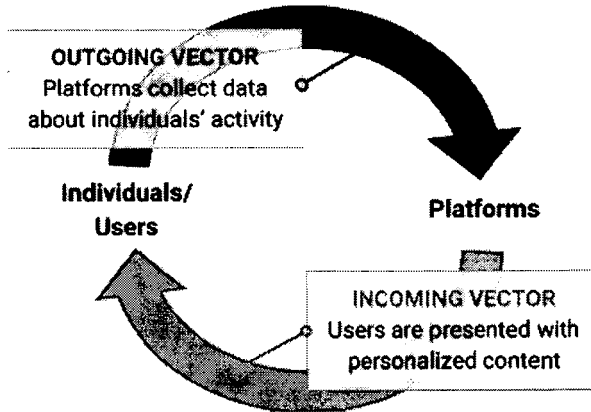 OUTGOING VECTOR
Platforms collect data
about individuals' activity
Individuals/
Users
Platforms
INCOMING VECTOR
Users are presented with
personalized content